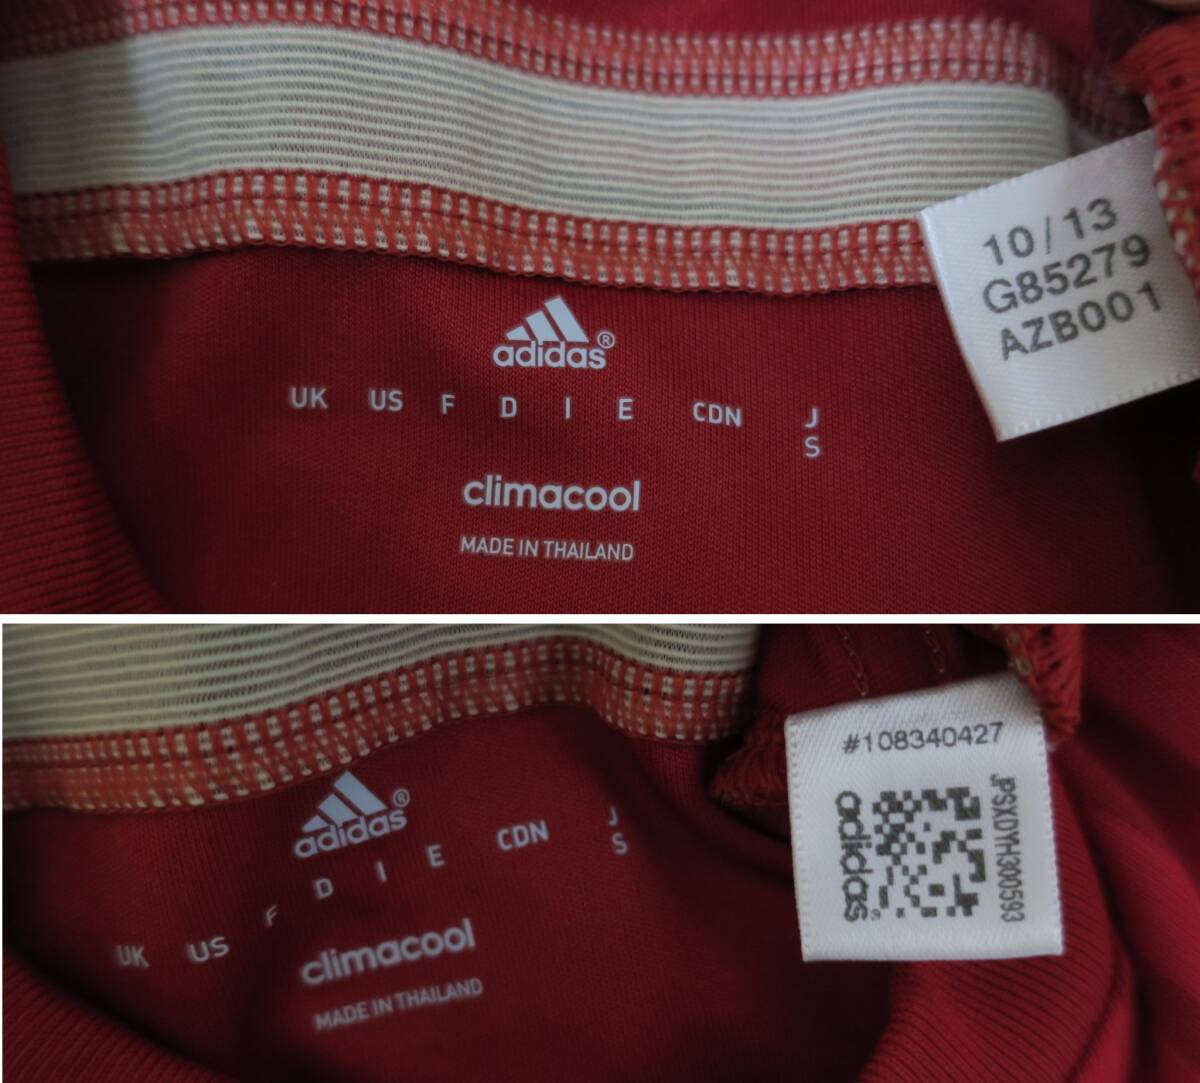 10/13
G85279
AZB001
adidas®
UK US F D I E CDN J
S
climacool
MADE IN THAILAND
#108340427
JPSXDYH300593
adidas
adidas®
UK US F D I E CDN J
S
climacool
MADE IN THAILAND